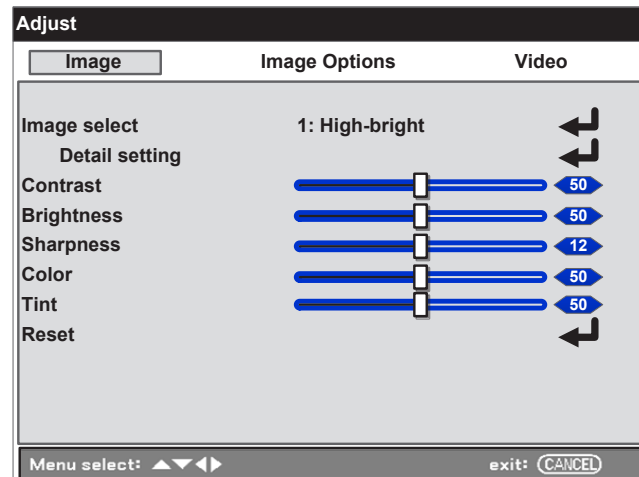 Adjust
Image Image Options Video
Image select 1: High-bright
Detail setting
Contrast 50
Brightness 50
Sharpness 12
Color 50
Tint 50
Reset
Menu select: ▲▼◀▶ exit: CANCEL